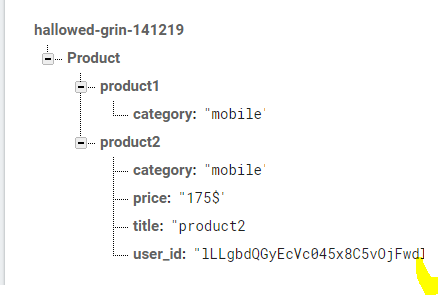 hallowed-grin-141219
Product
product1
category: "mobile"
product2
category: "mobile"
price: "175$"
title: "product2
user_id: "lLLgbdQGyEcVc045x8C5vOjFwdl